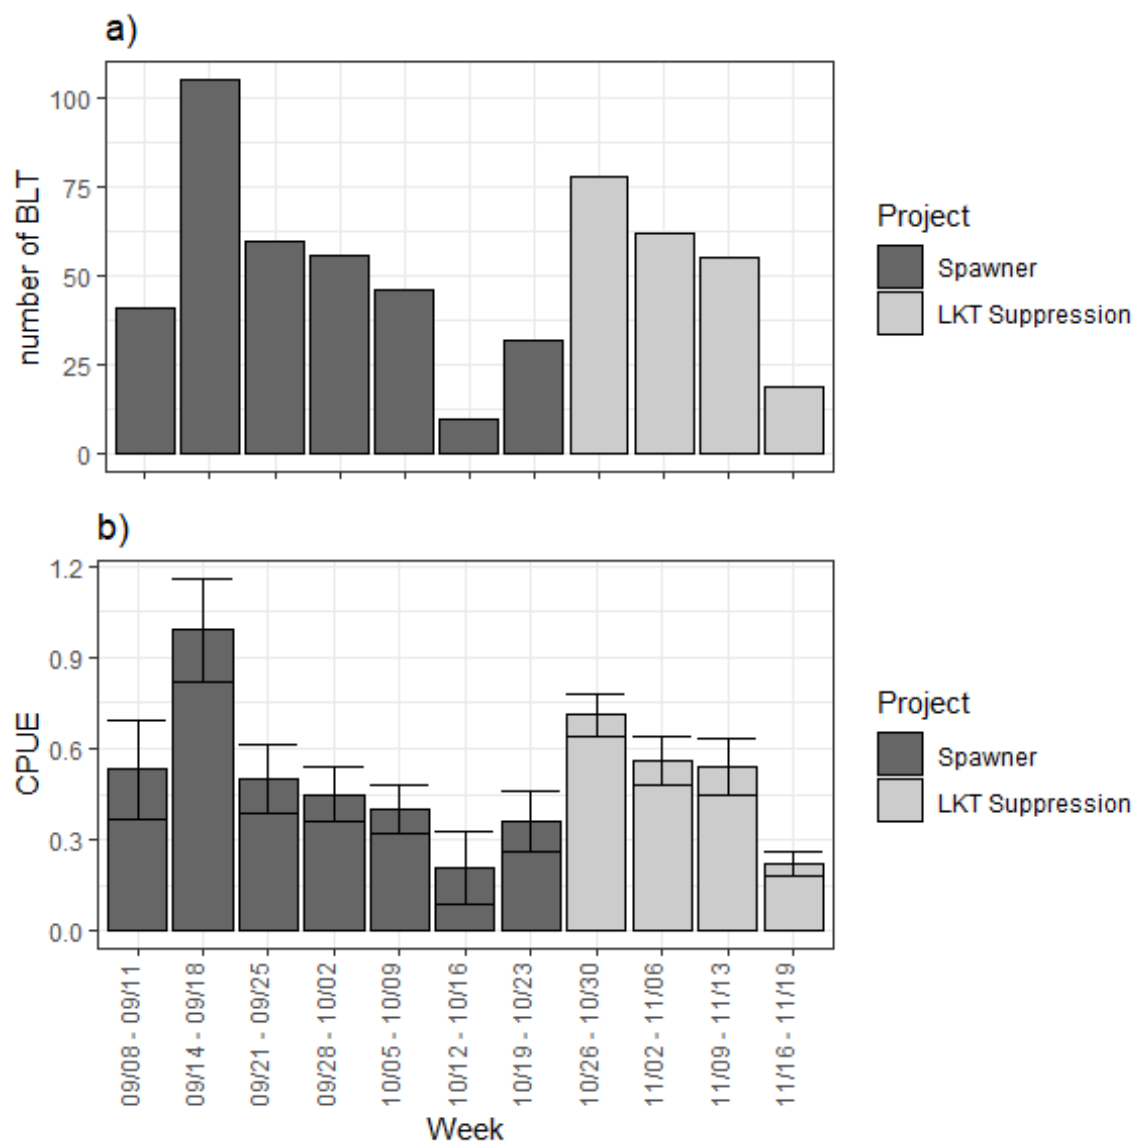 a)
number of BLT
100
75
50
25
0
Project
Spawner
LKT Suppression
b)
CPUE
1.2
0.9
0.6
0.3
0.0
Project
Spawner
LKT Suppression
09/08 - 09/11
09/14 - 09/18
09/21 - 09/25
09/28 - 10/02
10/05 - 10/09
10/12 - 10/16
10/19 - 10/23
10/26 - 10/30
11/02 - 11/06
11/09 - 11/13
11/16 - 11/19
Week